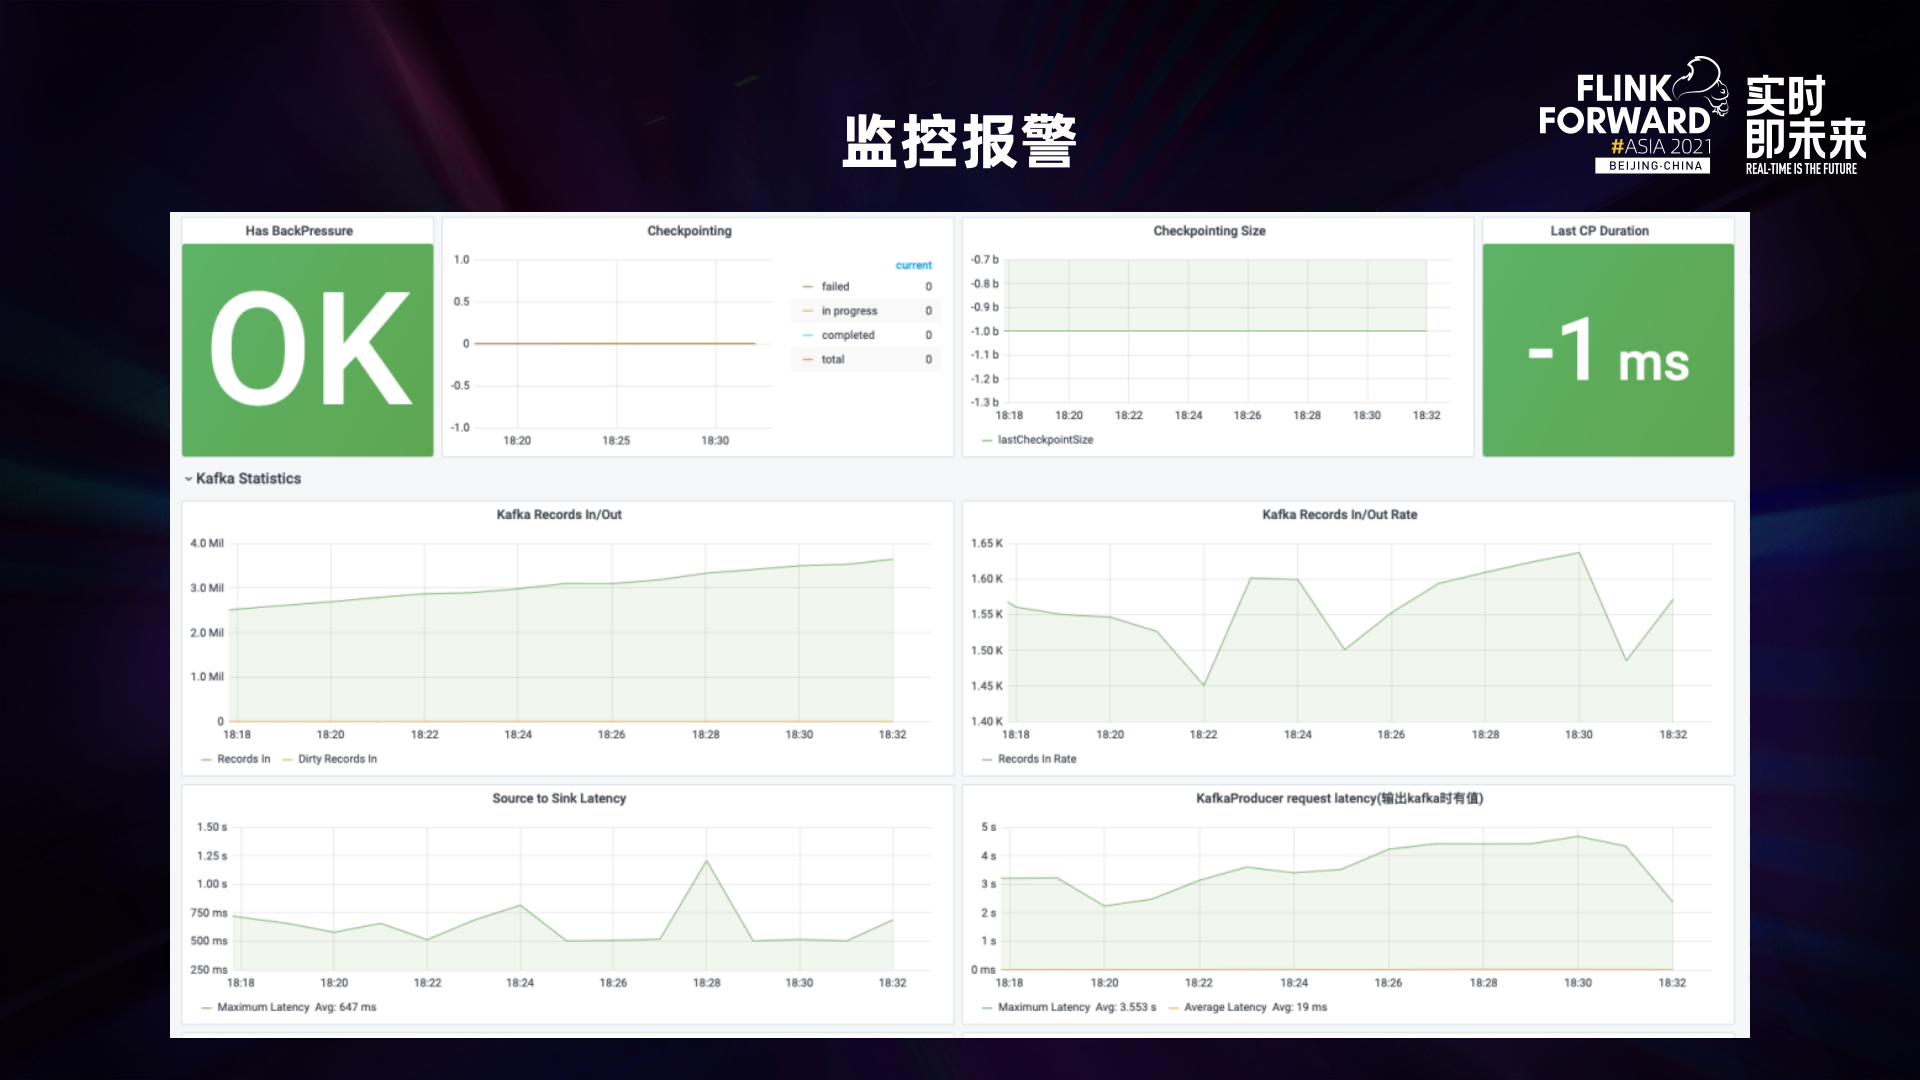 监控报警
FLINK
FORWARD
#ASIA 2021
BEIJING·CHINA
实时
即未来
REAL-TIME IS THE FUTURE
Has BackPressure
OK
Checkpointing
1.0
0.5
0
-0.5
-1.0
18:20 18:25 18:30
current
failed 0
in progress 0
completed 0
total 0
Checkpointing Size
-0.7 b
-0.8 b
-0.9 b
-1.0 b
-1.1 b
-1.2 b
-1.3 b
18:18 18:20 18:22 18:24 18:26 18:28 18:30 18:32
lastCheckpointSize
Last CP Duration
-1 ms
Kafka Statistics
Kafka Records In/Out
4.0 Mil
3.0 Mil
2.0 Mil
1.0 Mil
0
18:18 18:20 18:22 18:24 18:26 18:28 18:30 18:32
Records In Dirty Records In
Kafka Records In/Out Rate
1.65 K
1.60 K
1.55 K
1.50 K
1.45 K
1.40 K
18:18 18:20 18:22 18:24 18:26 18:28 18:30 18:32
Records In Rate
Source to Sink Latency
1.50 s
1.25 s
1.00 s
750 ms
500 ms
250 ms
18:18 18:20 18:22 18:24 18:26 18:28 18:30 18:32
Maximum Latency Avg: 647 ms
KafkaProducer request latency(输出kafka时有值)
5 s
4 s
3 s
2 s
1 s
0 ms
18:18 18:20 18:22 18:24 18:26 18:28 18:30 18:32
Maximum Latency Avg: 3.553 s Average Latency Avg: 19 ms